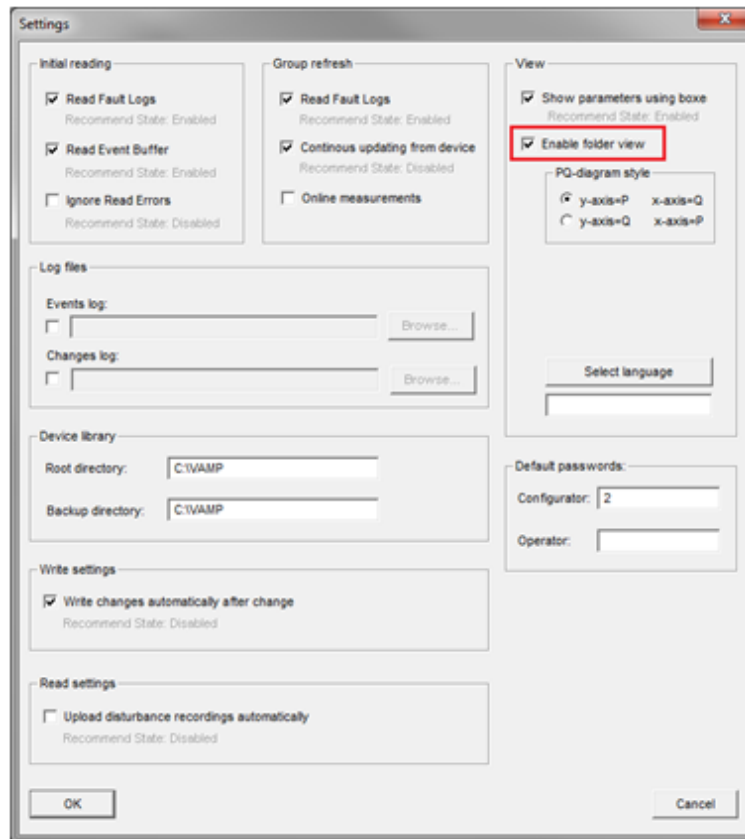 Settings
Initial reading
Read Fault Logs
Recommend State: Enabled
Read Event Buffer
Recommend State: Enabled
Ignore Read Errors
Recommend State: Disabled
Group refresh
Read Fault Logs
Recommend State: Enabled
Continous updating from device
Recommend State: Disabled
Online measurements
View
Show parameters using boxe
Recommend State: Enabled
Enable folder view
PQ-diagram style
y-axis=P x-axis=Q
y-axis=Q x-axis=P
Select language
Log files
Events log:
Browse...
Changes log:
Browse...
Device library
Root directory: C:\VAMP
Backup directory: C:\VAMP
Default passwords:
Configurator: 2
Operator:
Write settings
Write changes automatically after change
Recommend State: Disabled
Read settings
Upload disturbance recordings automatically
Recommend State: Disabled
OK
Cancel